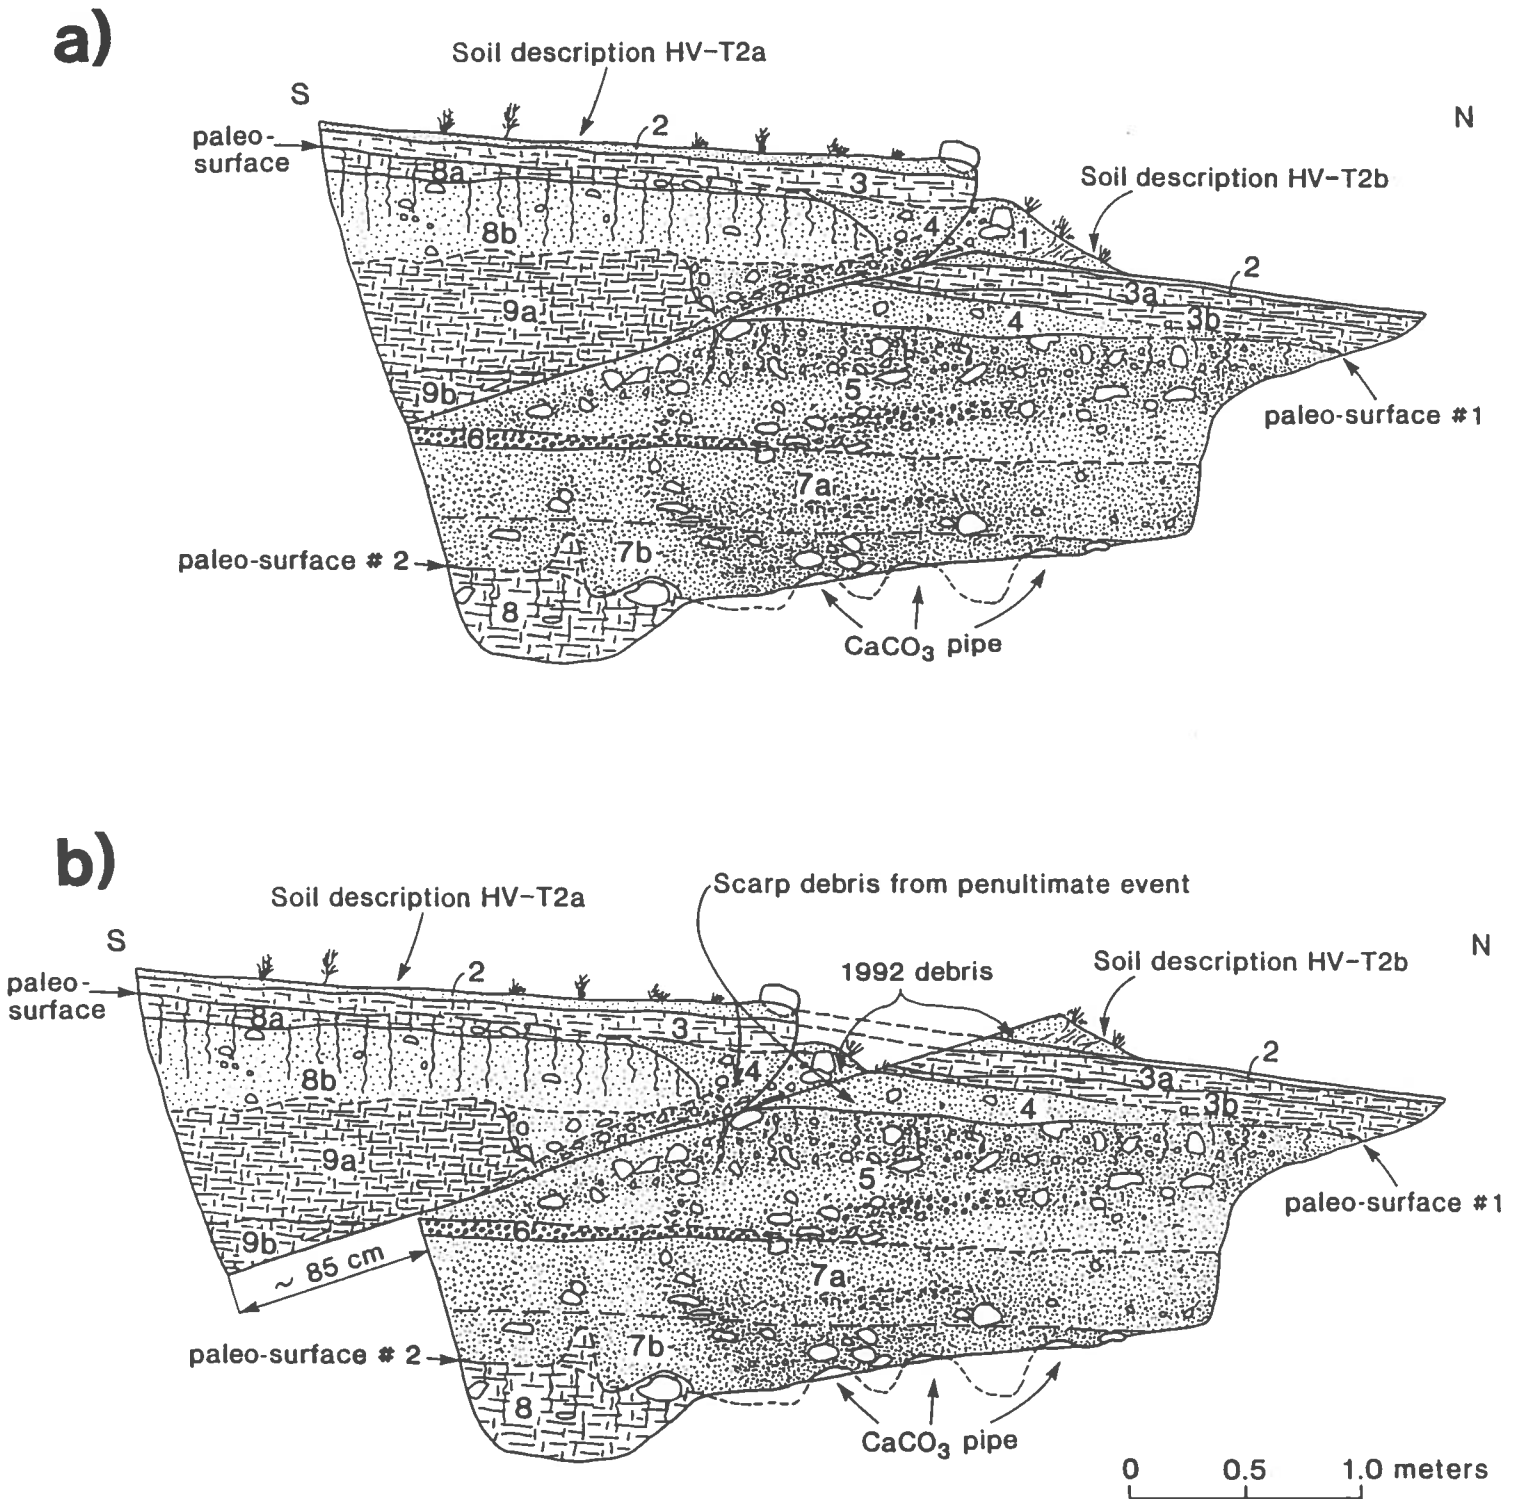 a)
Soil description HV-T2a
S
N
paleo-
surface
2
8a
3
Soil description HV-T2b
8b
4
1
2
9a
3a
4
3b
9b
5
paleo-surface #1
6
7a
paleo-surface # 2
7b
8
CaCO3 pipe
b)
Scarp debris from penultimate event
Soil description HV-T2a
S
N
1992 debris
Soil description HV-T2b
paleo-
surface
2
8a
3
2
8b
4
3a
4
3b
9a
5
paleo-surface #1
6
9b
~ 85 cm
7a
paleo-surface # 2
7b
8
CaCO3 pipe
0 0.5 1.0 meters